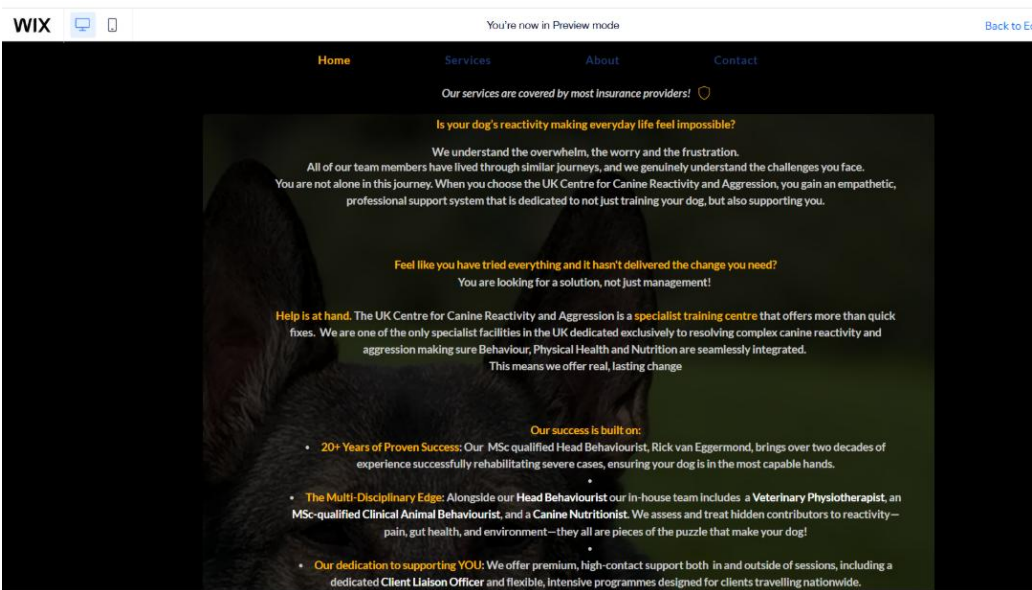 WIX
You're now in Preview mode
Back to Ed
Home Services About Contact
Our services are covered by most insurance providers!
Is your dog's reactivity making everyday life feel impossible?
We understand the overwhelm, the worry and the frustration.
All of our team members have lived through similar journeys, and we genuinely understand the challenges you face.
You are not alone in this journey. When you choose the UK Centre for Canine Reactivity and Aggression, you gain an empathetic,
professional support system that is dedicated to not just training your dog, but also supporting you.
Feel like you have tried everything and it hasn't delivered the change you need?
You are looking for a solution, not just management!
Help is at hand. The UK Centre for Canine Reactivity and Aggression is a specialist training centre that offers more than quick
fixes. We are one of the only specialist facilities in the UK dedicated exclusively to resolving complex canine reactivity and
aggression making sure Behaviour, Physical Health and Nutrition are seamlessly integrated.
This means we offer real, lasting change
Our success is built on:
• 20+ Years of Proven Success: Our MSc qualified Head Behaviourist, Rick van Eggermond, brings over two decades of
experience successfully rehabilitating severe cases, ensuring your dog is in the most capable hands.
•
• The Multi-Disciplinary Edge: Alongside our Head Behaviourist our in-house team includes a Veterinary Physiotherapist, an
MSc-qualified Clinical Animal Behaviourist, and a Canine Nutritionist. We assess and treat hidden contributors to reactivity—
pain, gut health, and environment—they all are pieces of the puzzle that make your dog!
•
• Our dedication to supporting YOU: We offer premium, high-contact support both in and outside of sessions, including a
dedicated Client Liaison Officer and flexible, intensive programmes designed for clients travelling nationwide.